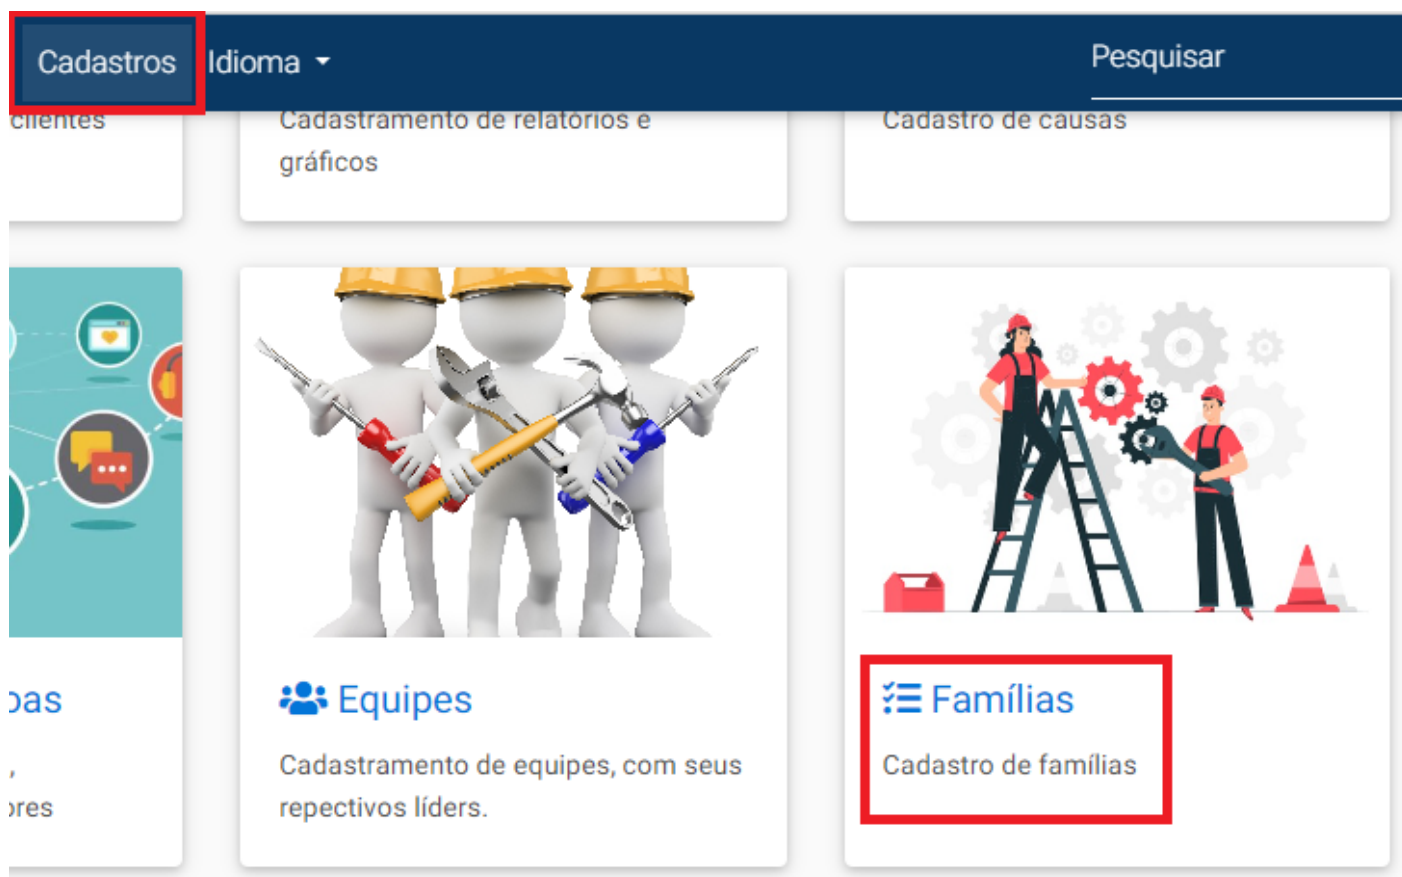 Cadastros Idioma Pesquisar
clientes
Cadastramento de relatórios e
gráficos
Cadastro de causas
Equipes
Cadastramento de equipes, com seus
repectivos líders.
Famílias
Cadastro de famílias